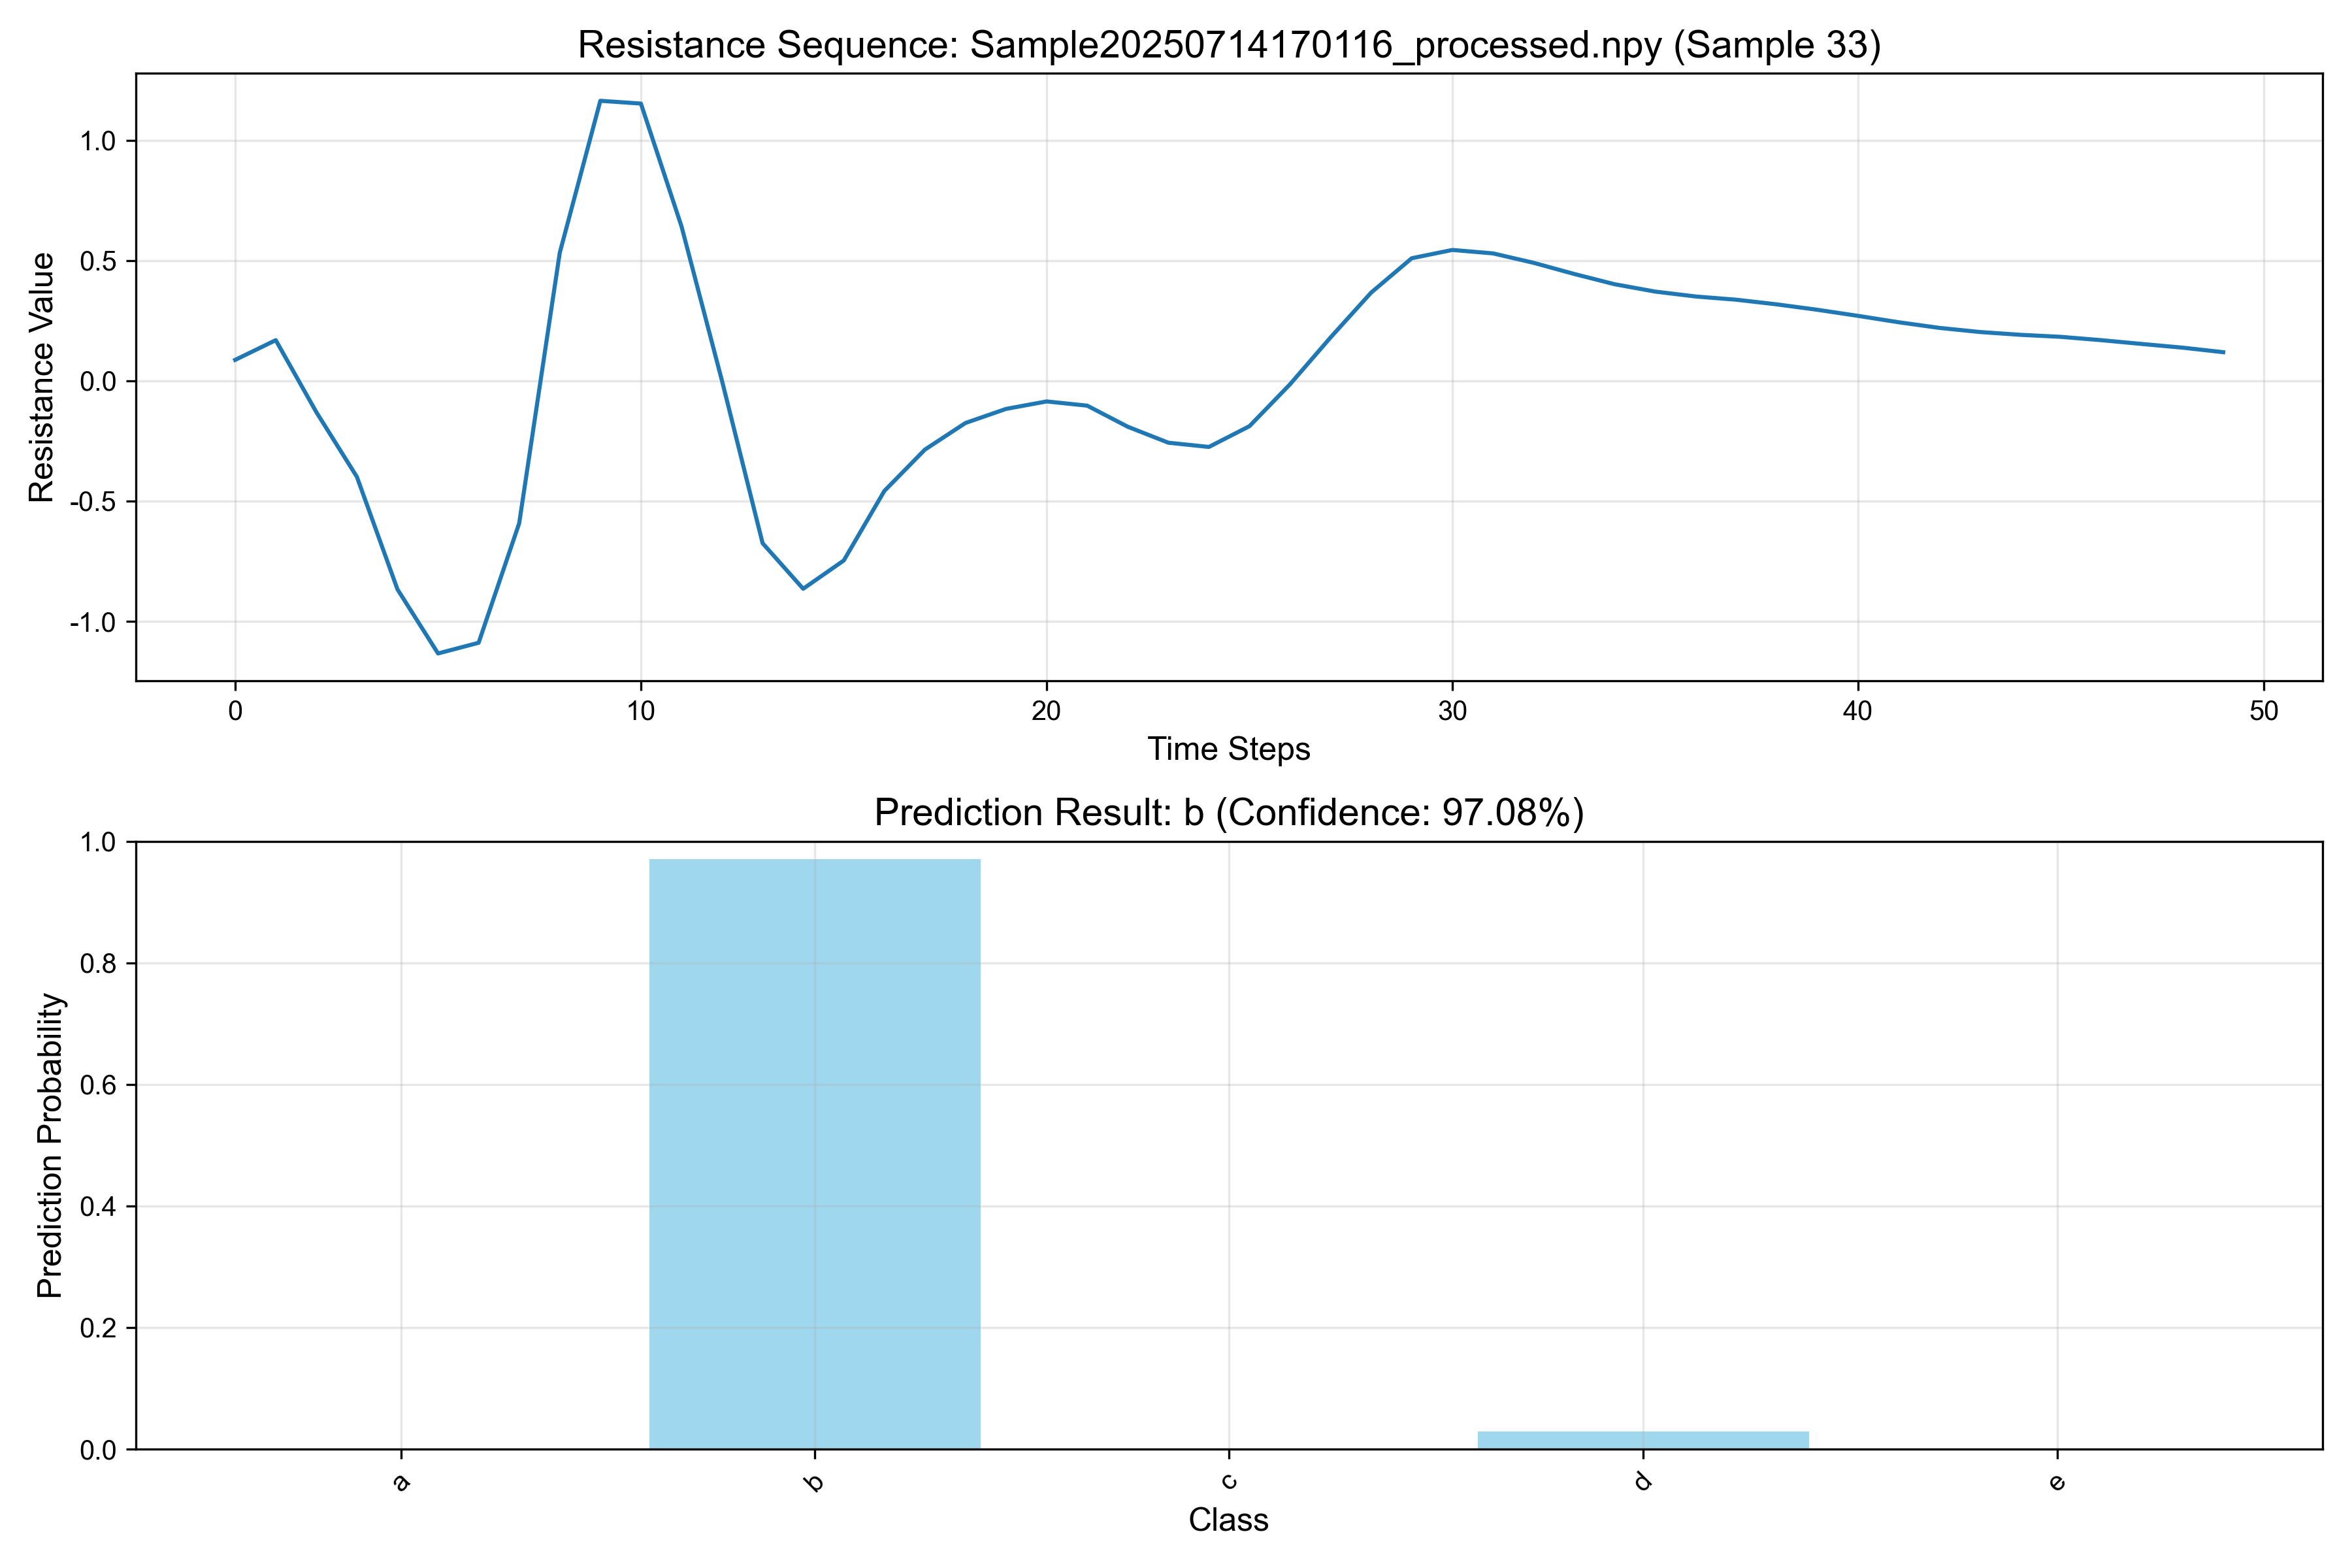 Resistance Sequence: Sample20250714170116_processed.npy (Sample 33)
Resistance Value
1.0
0.5
0.0
-0.5
-1.0
0 10 20 30 40 50
Time Steps
Prediction Result: b (Confidence: 97.08%)
Prediction Probability
1.0
0.8
0.6
0.4
0.2
0.0
a b c d e
Class